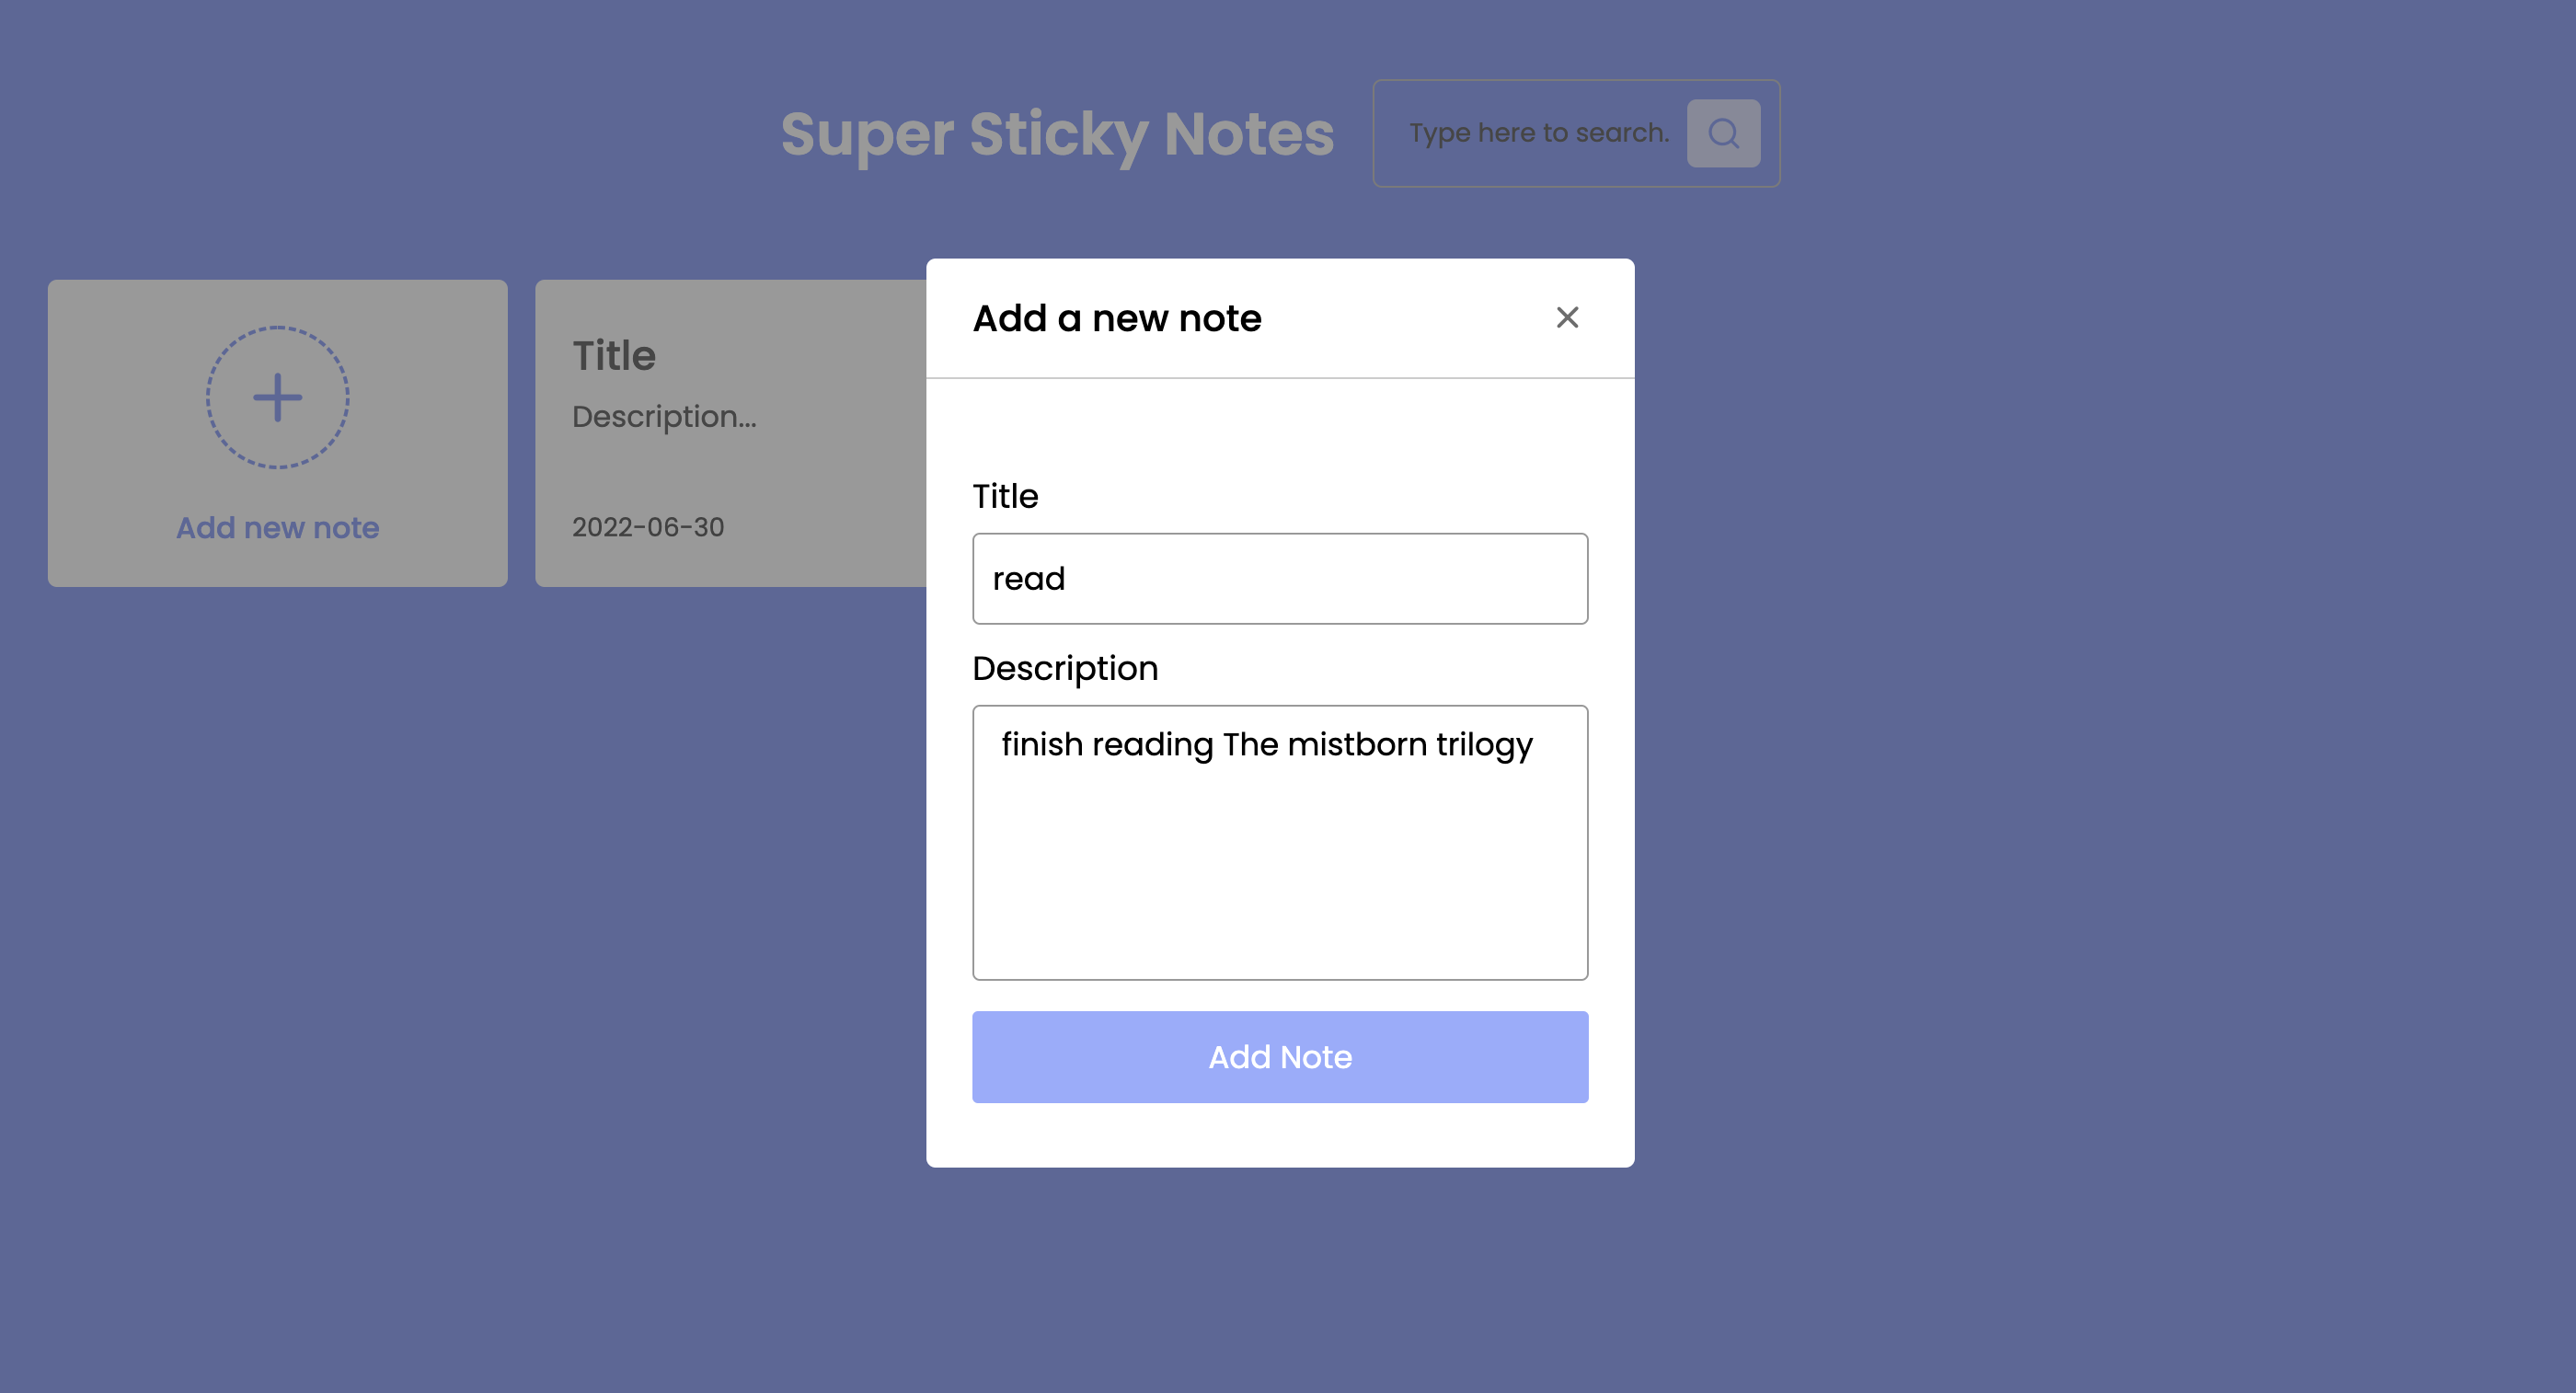 Super Sticky Notes
Type here to search.
Add new note
Title
Description...
2022-06-30
Add a new note
Title
read
Description
finish reading The mistborn trilogy
Add Note